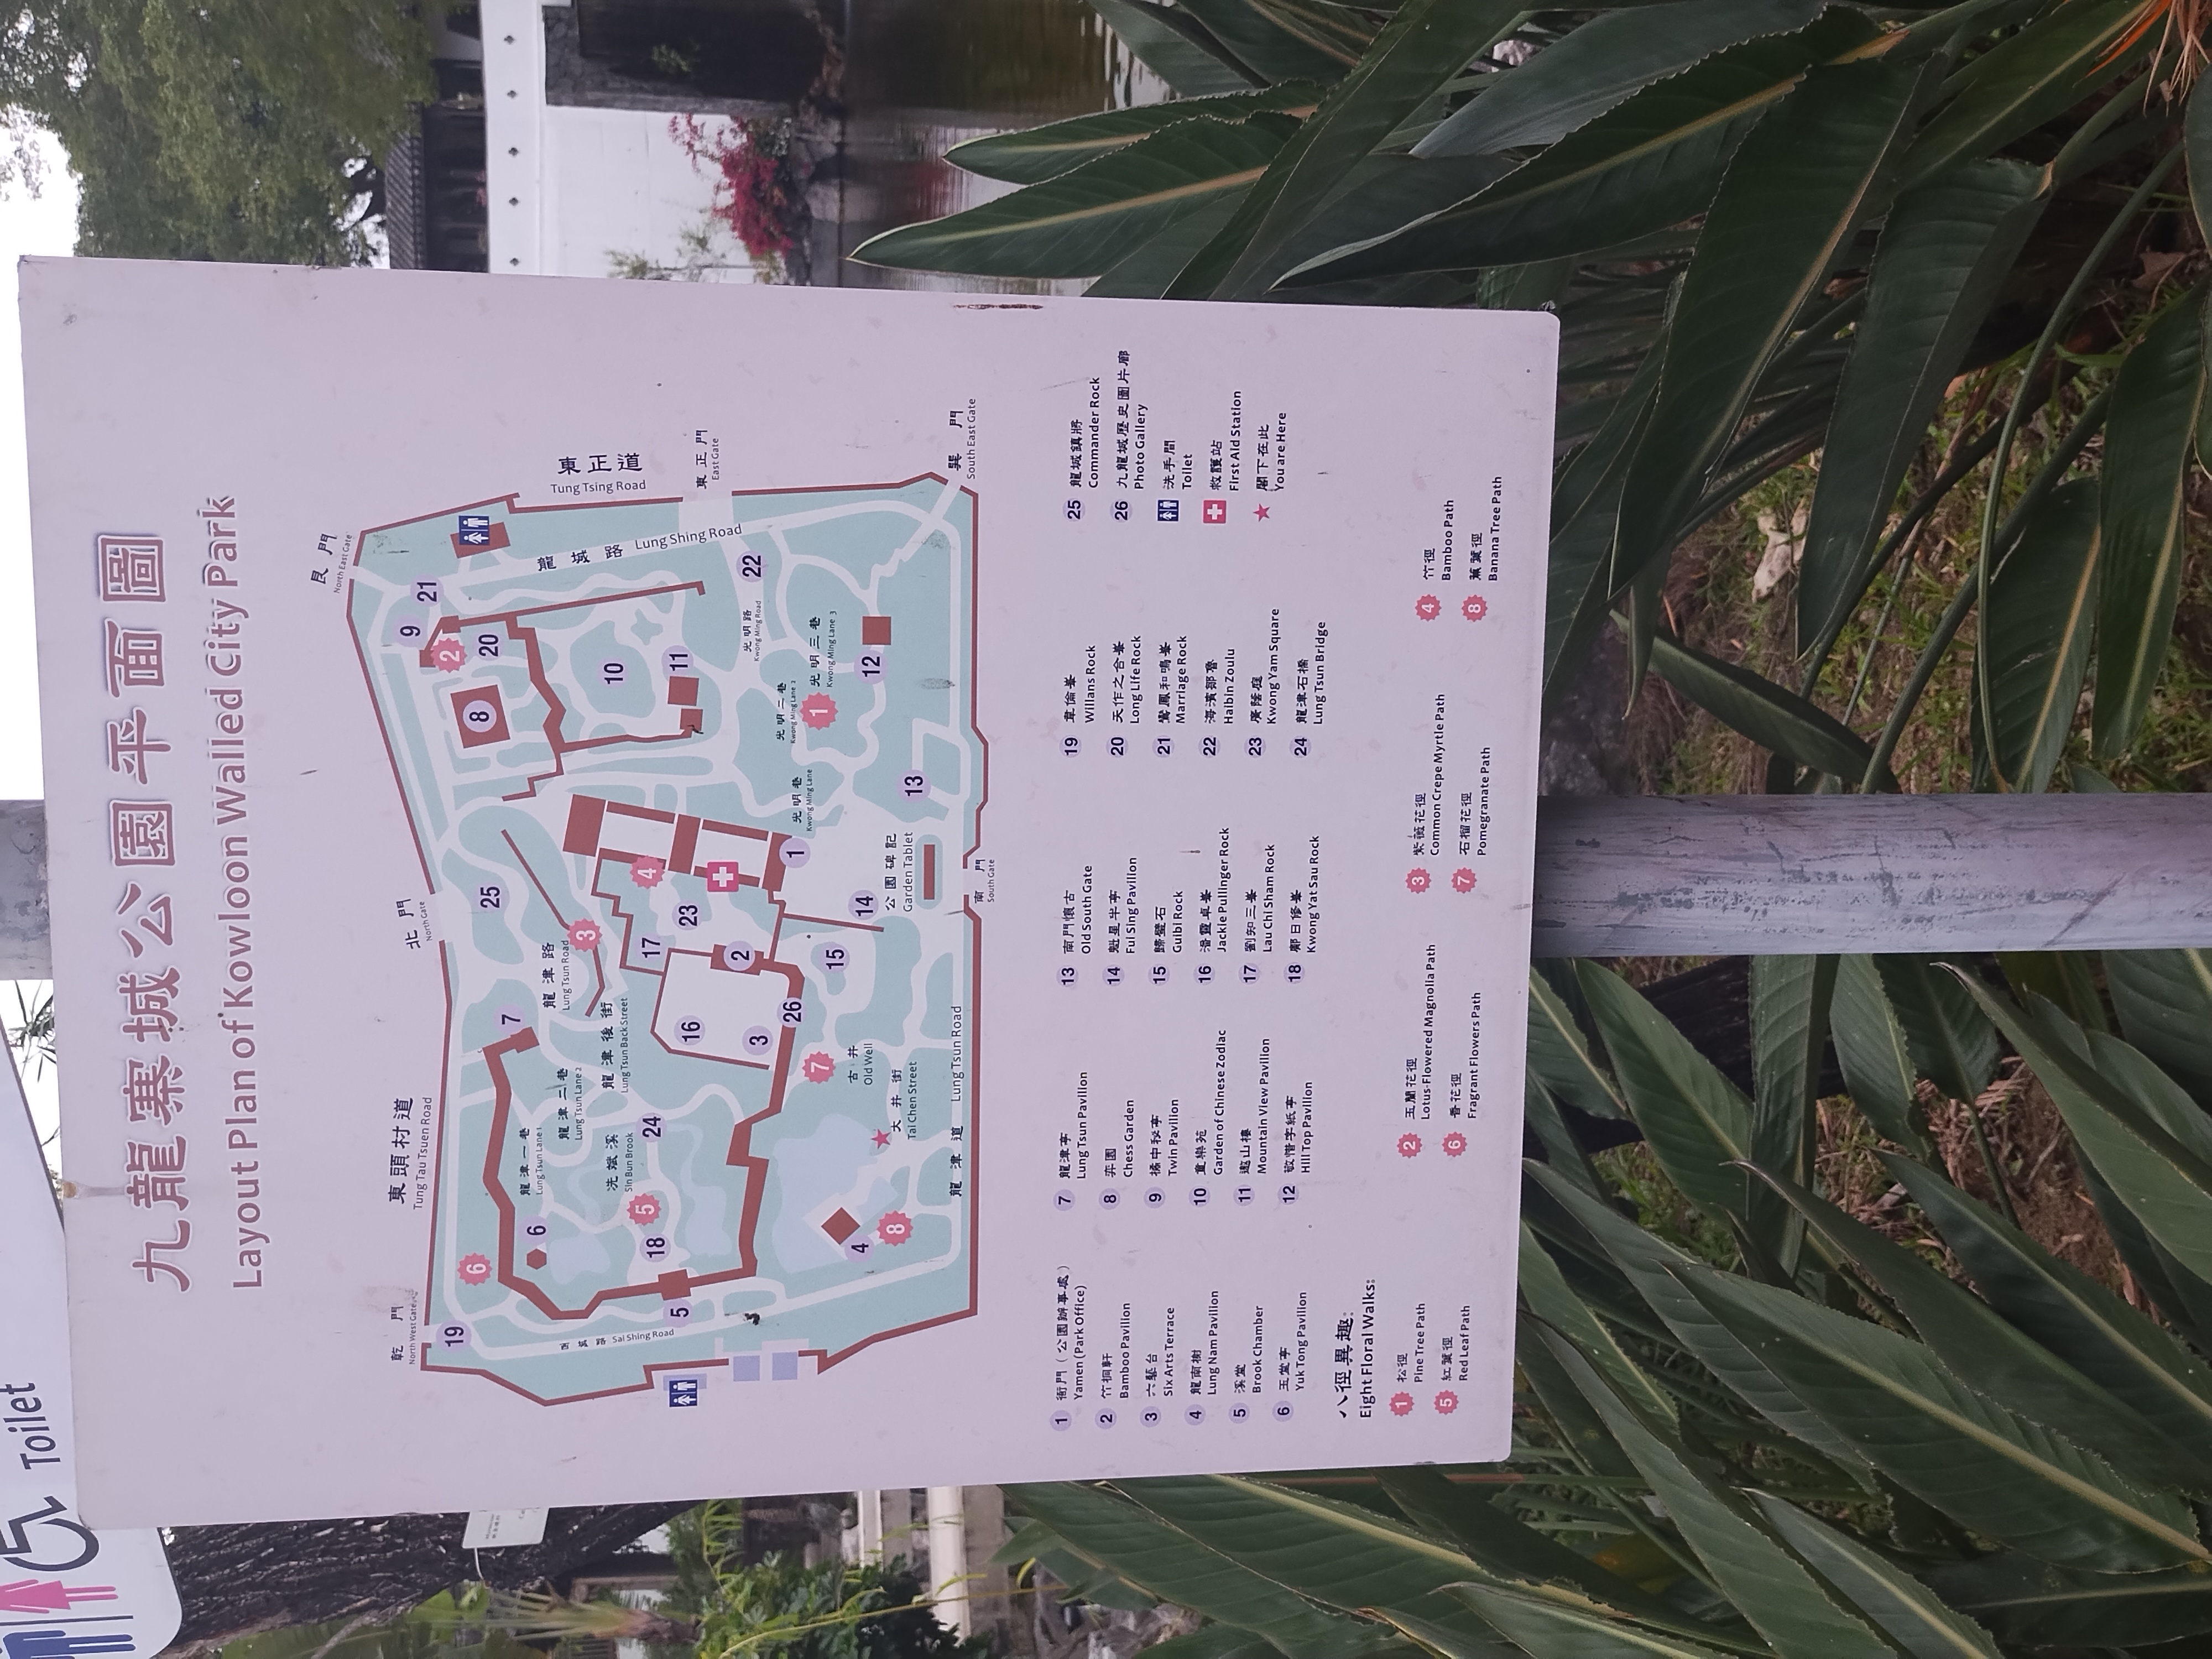 Toilet
九龍寨城公園平面圖
Layout Plan of Kowloon Walled City Park
艮門
North East Gate
乾門
North West Gate
東頭村道
Tung Tau Tsuen Road
北門
North Gate
9
21
19
6
2
8
20
25
7
6
龍津一巷
Lung Tsun Lane 1
龍津二巷
Lung Tsun Lane 2
龍津路
Lung Tsun Road
3
西城路 Sai Shing Road
冼斌溪
Sin Bun Brook
龍津後街
Lung Tsun Back Street
10
龍城路 Lung Shing Road
東正道
Tung Tsing Road
18
5
24
17
4
5
16
23
11
東正門
East Gate
3
2
光明路
Kwong Ming Road
22
26
1
光明巷
Kwong Ming Lane
光明二巷
Kwong Ming Lane 2
1
光明三巷
Kwong Ming Lane 3
7
15
4
古井
Old Well
14
12
8
大井街
Tai Chen Street
公園碑記
Garden Tablet
13
龍津道 Lung Tsun Road
南門
South Gate
巽門
South East Gate
1 衙門（公園辦事處）
Yamen (Park Office)
2 竹桐軒
Bamboo Pavilion
3 六藝台
Six Arts Terrace
4 龍南榭
Lung Nam Pavilion
5 溪堂
Brook Chamber
6 玉堂亭
Yuk Tong Pavilion
7 龍津亭
Lung Tsun Pavilion
8 弈園
Chess Garden
9 橘中秘亭
Twin Pavilion
10 童樂苑
Garden of Chinese Zodiac
11 邀山樓
Mountain View Pavilion
12 敬惜字紙亭
Hill Top Pavilion
13 南門懷古
Old South Gate
14 魁星半亭
Fui Sing Pavilion
15 歸璧石
Guibi Rock
16 潘靈卓峯
Jackie Pullinger Rock
17 劉知三峯
Lau Chi Sham Rock
18 鄺日修峯
Kwong Yat Sau Rock
19 韋倫峯
Willans Rock
20 天作之合峯
Long Life Rock
21 鸞鳳和鳴峯
Marriage Rock
22 海濱鄒魯
Haibin Zoulu
23 廣蔭庭
Kwong Yam Square
24 龍津石橋
Lung Tsun Bridge
25 龍城鎮將
Commander Rock
26 九龍城歷史圖片廊
Photo Gallery
洗手間
Toilet
救護站
First Aid Station
閣下在此
You are Here
八徑異趣:
Eight Floral Walks:
1 松徑
Pine Tree Path
2 玉蘭花徑
Lotus-Flowered Magnolia Path
3 紫薇花徑
Common Crepe Myrtle Path
4 竹徑
Bamboo Path
5 紅葉徑
Red Leaf Path
6 香花徑
Fragrant Flowers Path
7 石榴花徑
Pomegranate Path
8 蕉葉徑
Banana Tree Path